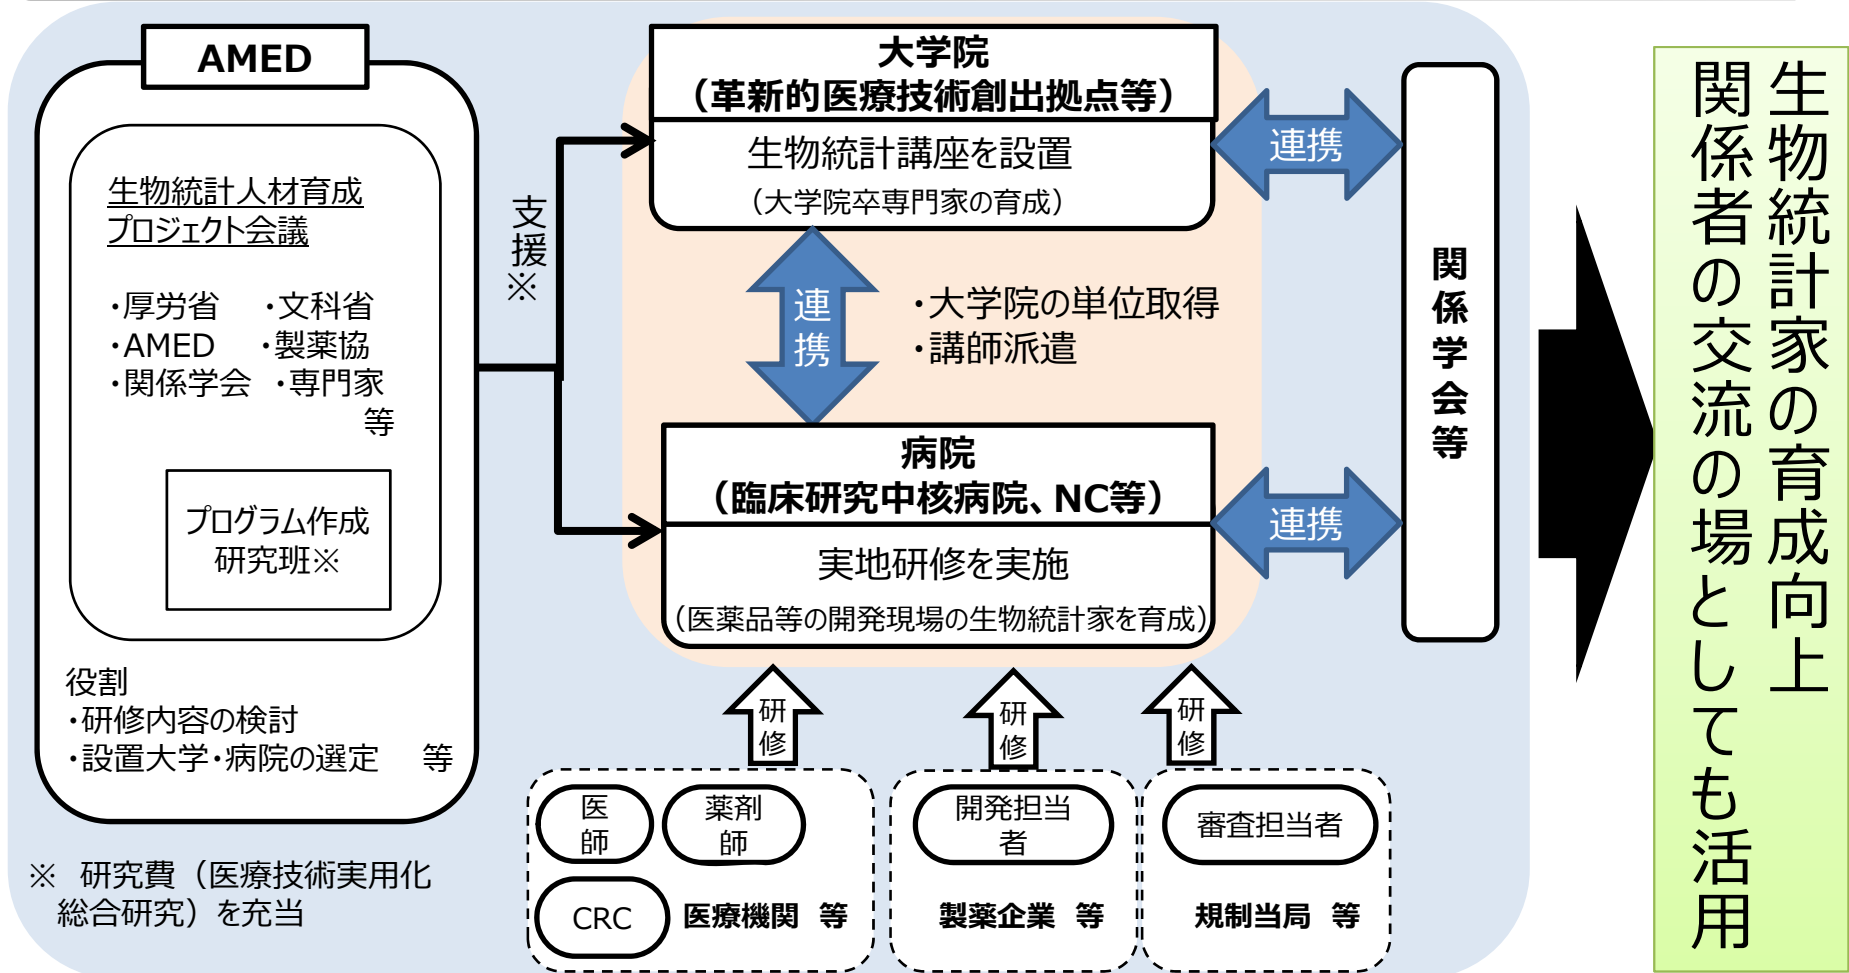 AMED
生物統計人材育成
プロジェクト会議
・厚労省　・文科省
・AMED　・製薬協
・関係学会　・専門家
等
プログラム作成
研究班※
役割
・研修内容の検討
・設置大学・病院の選定　等
※　研究費（医療技術実用化
総合研究）を充当
支援※
大学院
（革新的医療技術創出拠点等）
生物統計講座を設置
（大学院卒専門家の育成）
連携
・大学院の単位取得
・講師派遣
病院
（臨床研究中核病院、NC等）
実地研修を実施
（医薬品等の開発現場の生物統計家を育成）
連携
連携
関係学会等
研修
研修
研修
医師
薬剤師
CRC
医療機関　等
開発担当者
製薬企業　等
審査担当者
規制当局　等
生物統計家の育成向上
関係者の交流の場としても活用